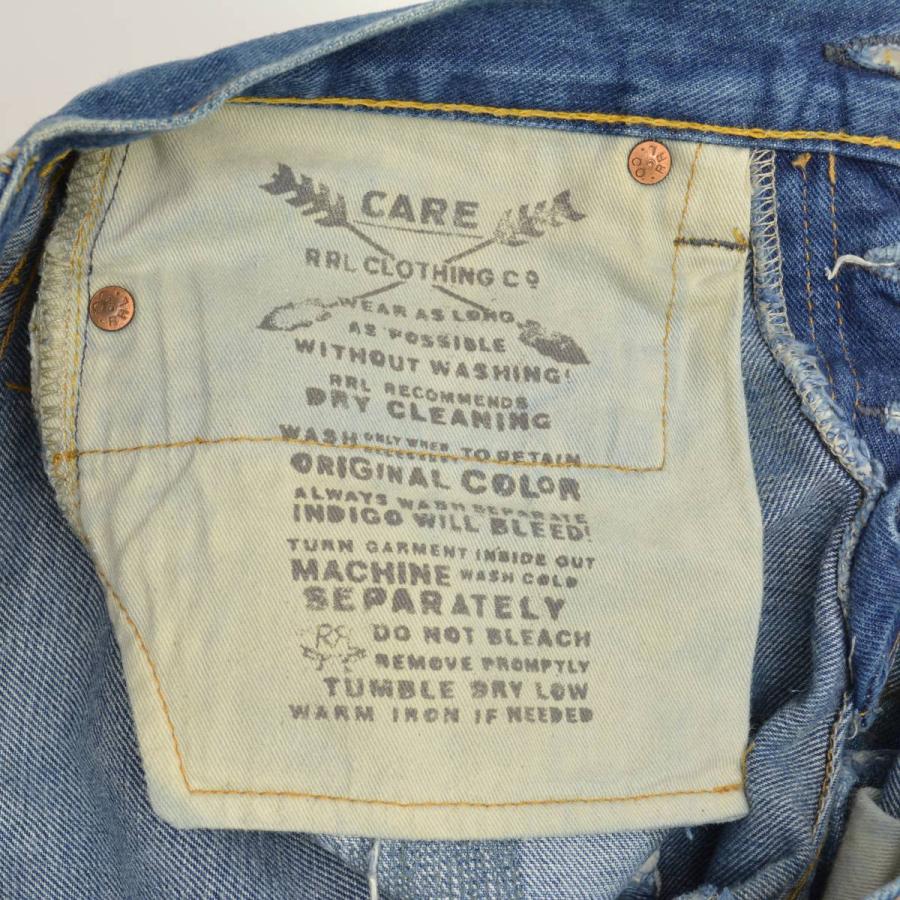 CARE
RRL CLOTHING Cº
WEAR AS LONG
AS POSSIBLE
WITHOUT WASHING!
RRL RECOMMENDS
DRY CLEANING
WASH ONLY WHEN NECESSARY TO RETAIN
ORIGINAL COLOR
ALWAYS WASH SEPARATE
INDIGO WILL BLEED!
TURN GARMENT INSIDE OUT
MACHINE WASH COLD
SEPARATELY
DO NOT BLEACH
REMOVE PROMPTLY
TUMBLE DRY LOW
WARM IRON IF NEEDED